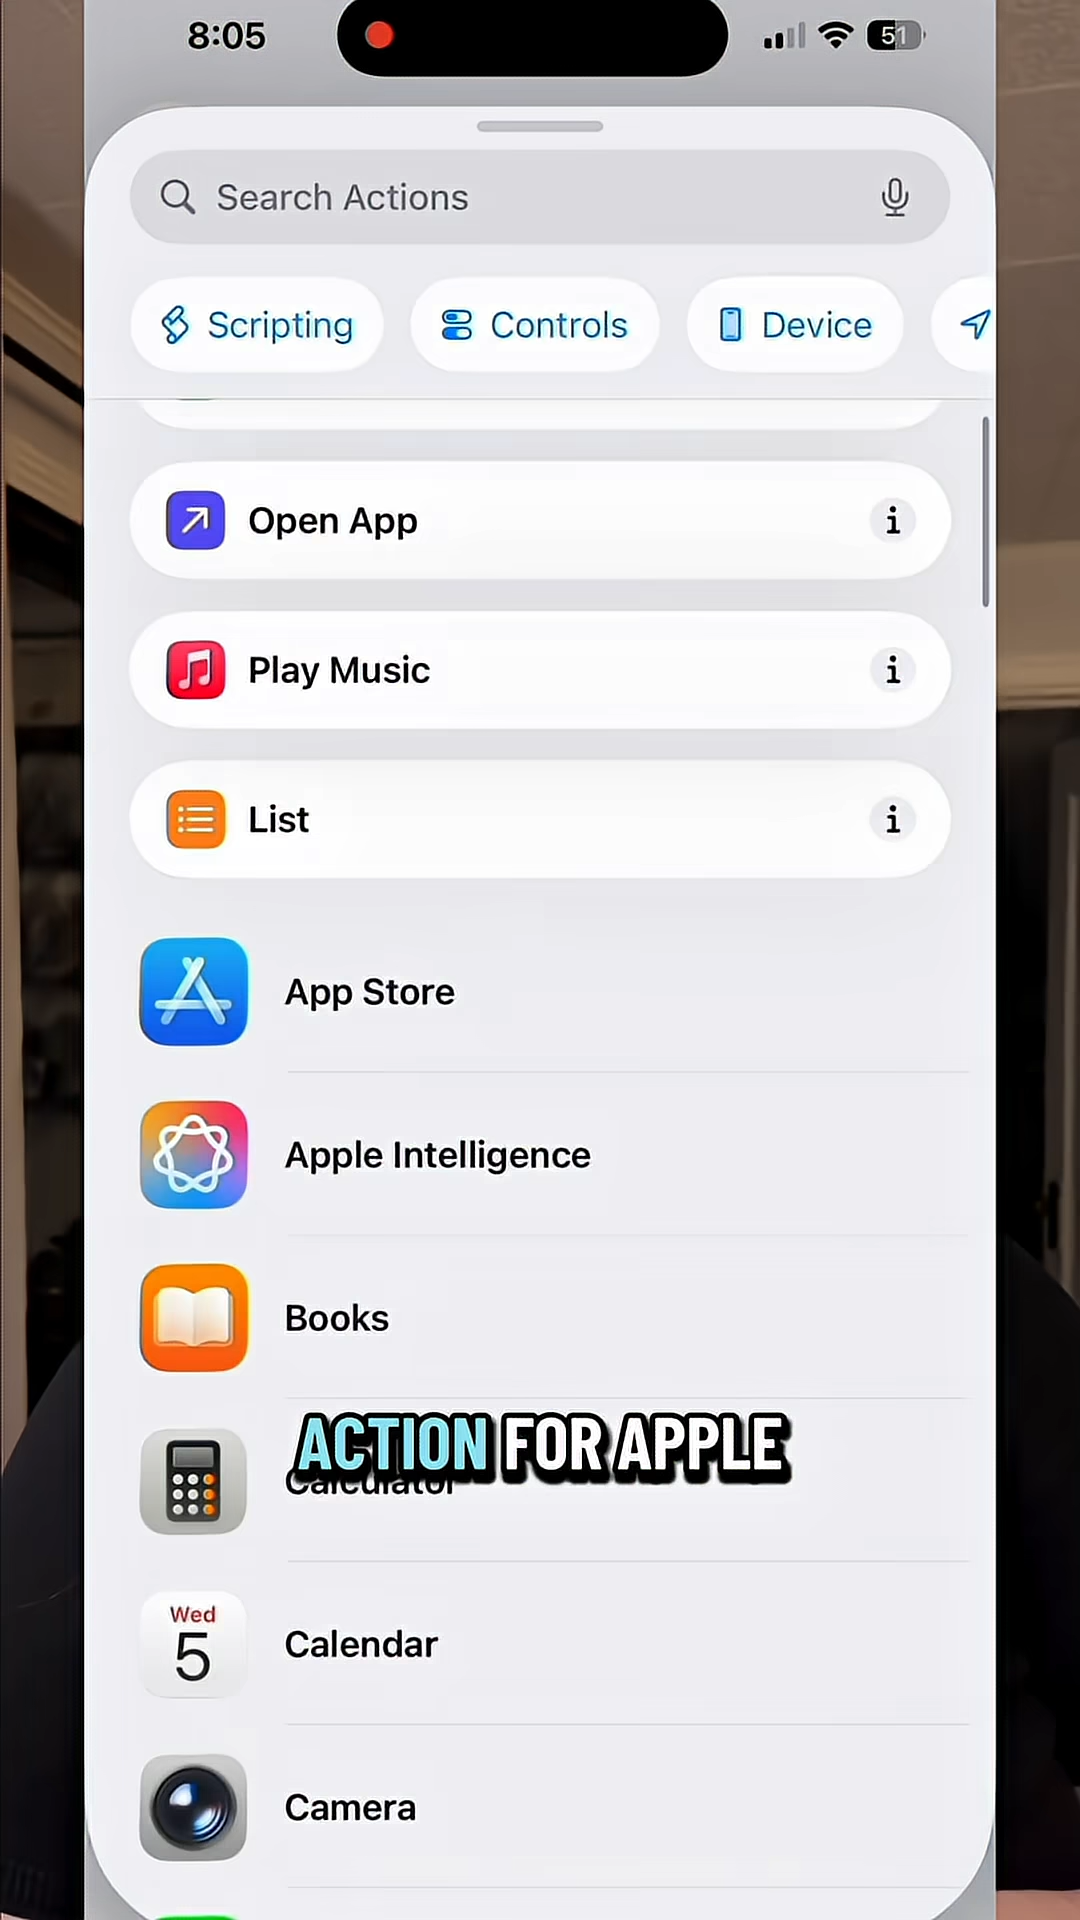 8:05
51
Search Actions
Scripting
Controls
Device
Open App
i
Play Music
i
List
i
App Store
Apple Intelligence
Books
ACTION FOR APPLE
Calculator
Wed
5
Calendar
Camera